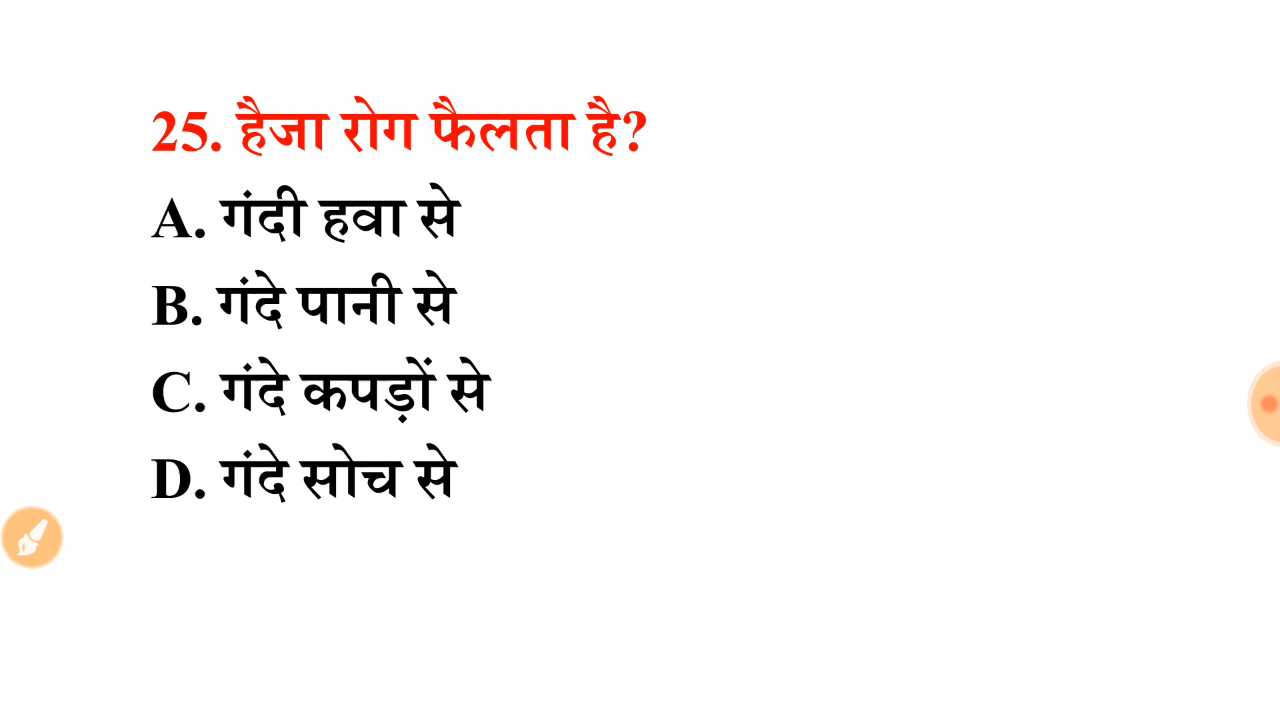 25. हैजा रोग फैलता है?
A. गंदी हवा से
B. गंदे पानी से
C. गंदे कपड़ों से
D. गंदे सोच से